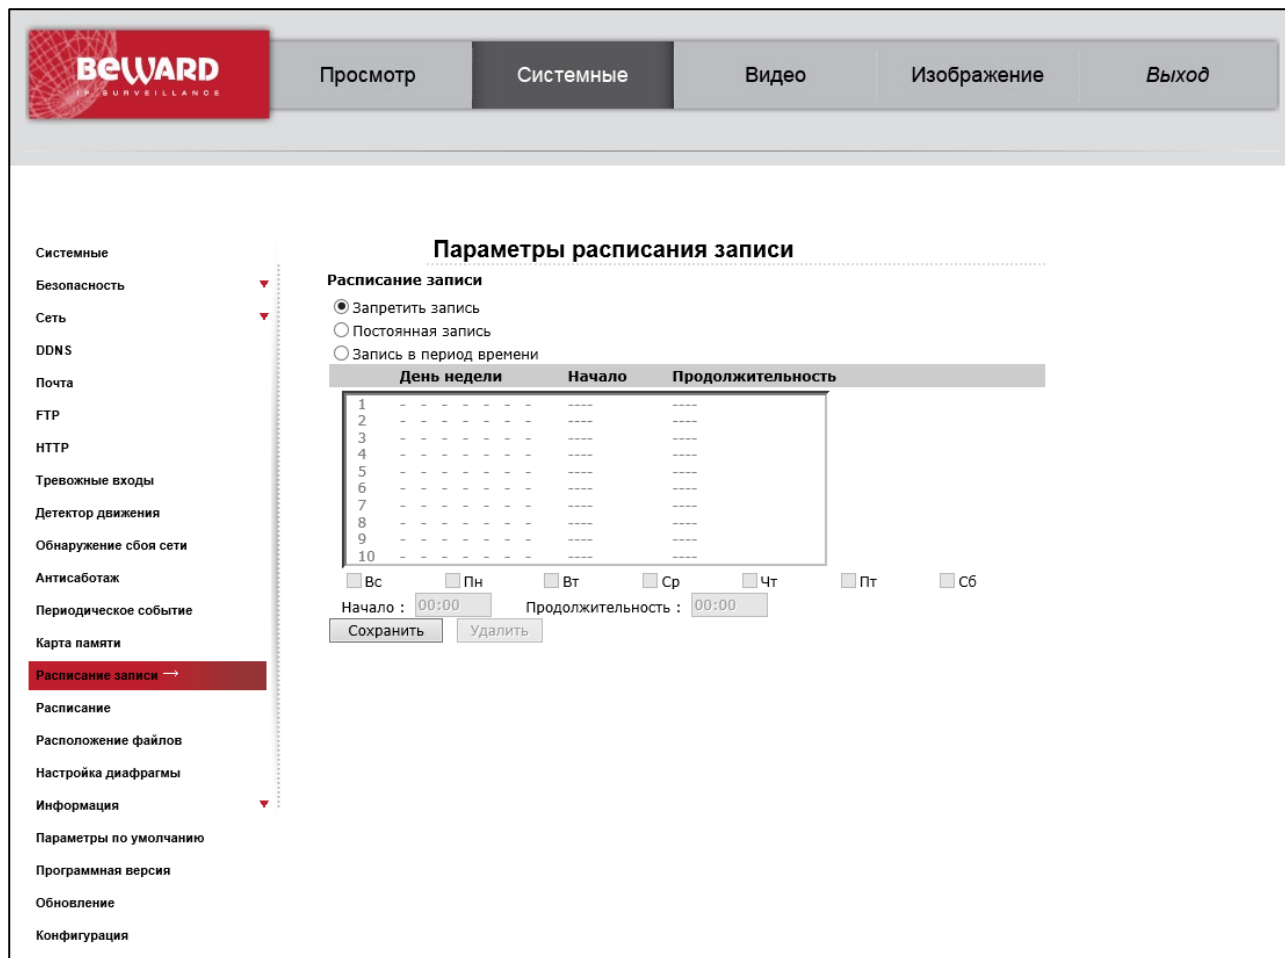 BEWARD
IP SURVEILLANCE
Просмотр Системные Видео Изображение Выход
Системные
Безопасность
Сеть
DDNS
Почта
FTP
HTTP
Тревожные входы
Детектор движения
Обнаружение сбоя сети
Антисаботаж
Периодическое событие
Карта памяти
Расписание записи →
Расписание
Расположение файлов
Настройка диафрагмы
Информация
Параметры по умолчанию
Программная версия
Обновление
Конфигурация
Параметры расписания записи
Расписание записи
Запретить запись
Постоянная запись
Запись в период времени
День недели Начало Продолжительность
1 - - - - - - - ---- ----
2 - - - - - - - ---- ----
3 - - - - - - - ---- ----
4 - - - - - - - ---- ----
5 - - - - - - - ---- ----
6 - - - - - - - ---- ----
7 - - - - - - - ---- ----
8 - - - - - - - ---- ----
9 - - - - - - - ---- ----
10 - - - - - - - ---- ----
Вс Пн Вт Ср Чт Пт Сб
Начало : 00:00 Продолжительность : 00:00
Сохранить Удалить